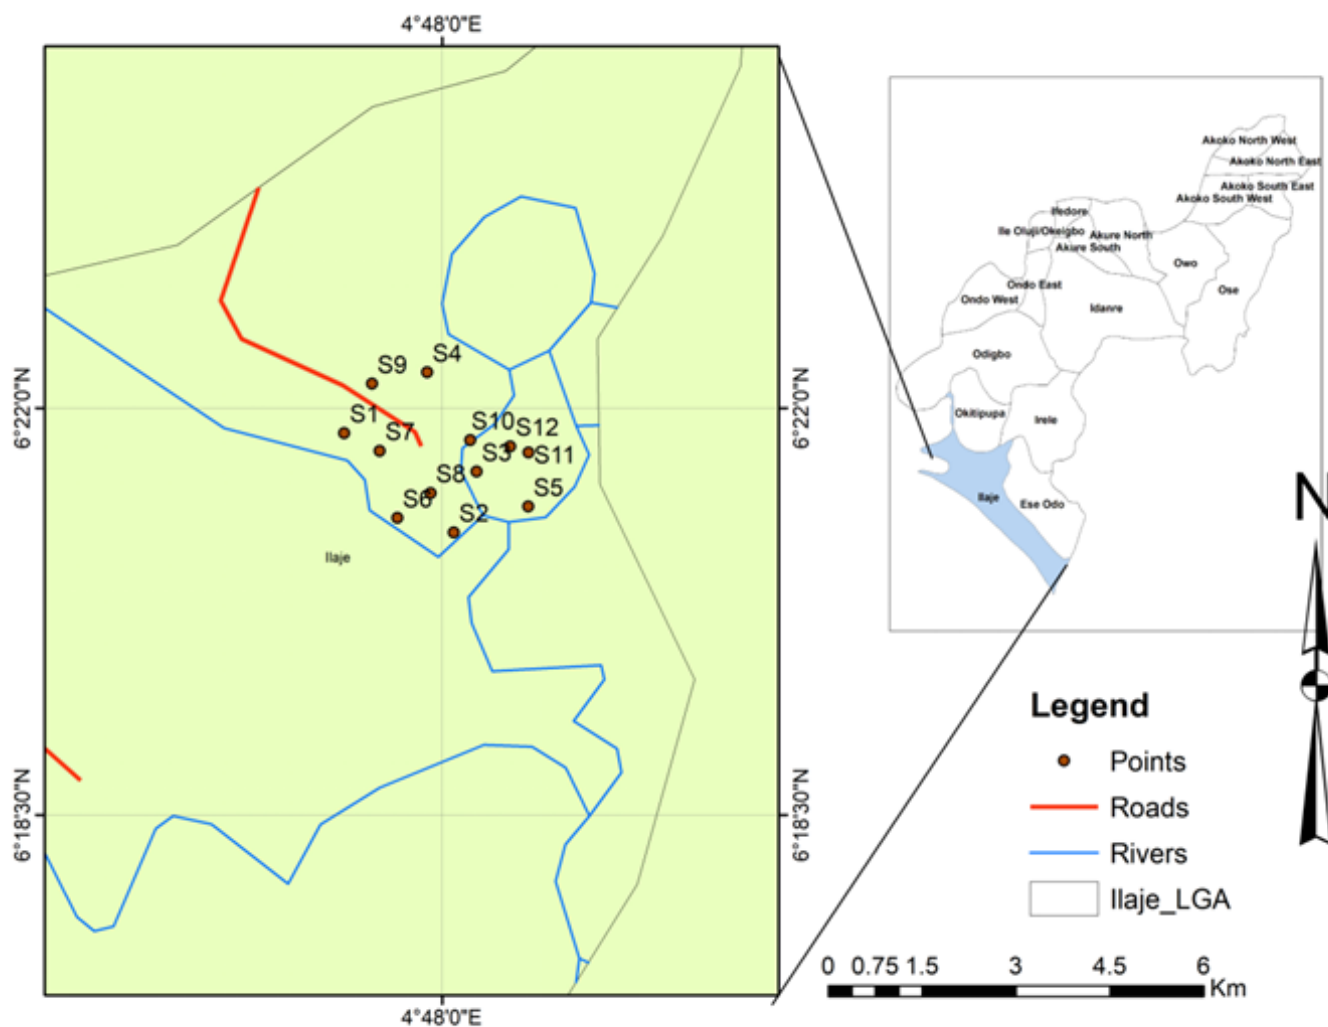 4°48'0"E
6°22'0"N
6°22'0"N
S9
S4
S1
S7
S10
S12
S3
S11
S8
S6
S5
S2
Ilaje
6°18'30"N
6°18'30"N
4°48'0"E
Akoko North West
Akoko North East
Akoko South East
Akoko South West
Ifedore
Ile Oluji/Okeigbo
Akure North
Akure South
Owo
Ondo East
Ose
Ondo West
Idanre
Odigbo
Okitipupa
Irele
Ilaje
Ese Odo
N
Legend
Points
Roads
Rivers
Ilaje_LGA
0 0.75 1.5 3 4.5 6
Km